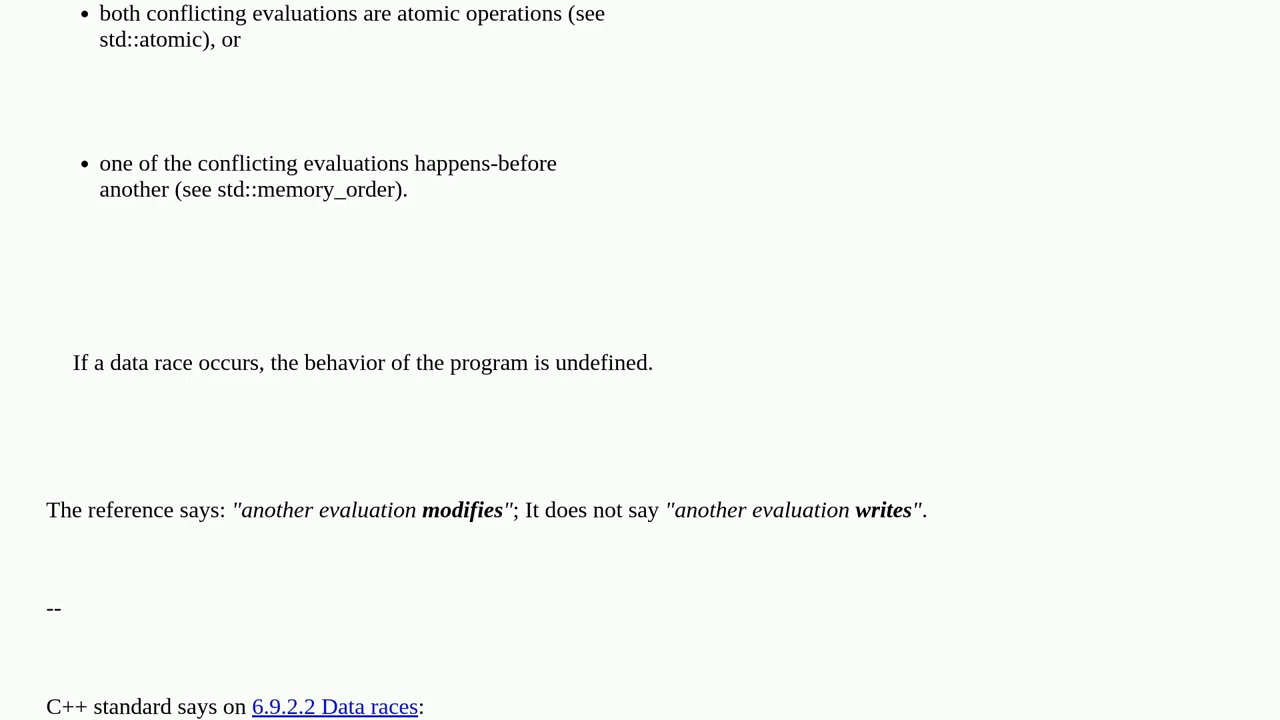 • both conflicting evaluations are atomic operations (see
std::atomic), or
• one of the conflicting evaluations happens-before
another (see std::memory_order).
If a data race occurs, the behavior of the program is undefined.
The reference says: "another evaluation modifies"; It does not say "another evaluation writes".
--
C++ standard says on 6.9.2.2 Data races: